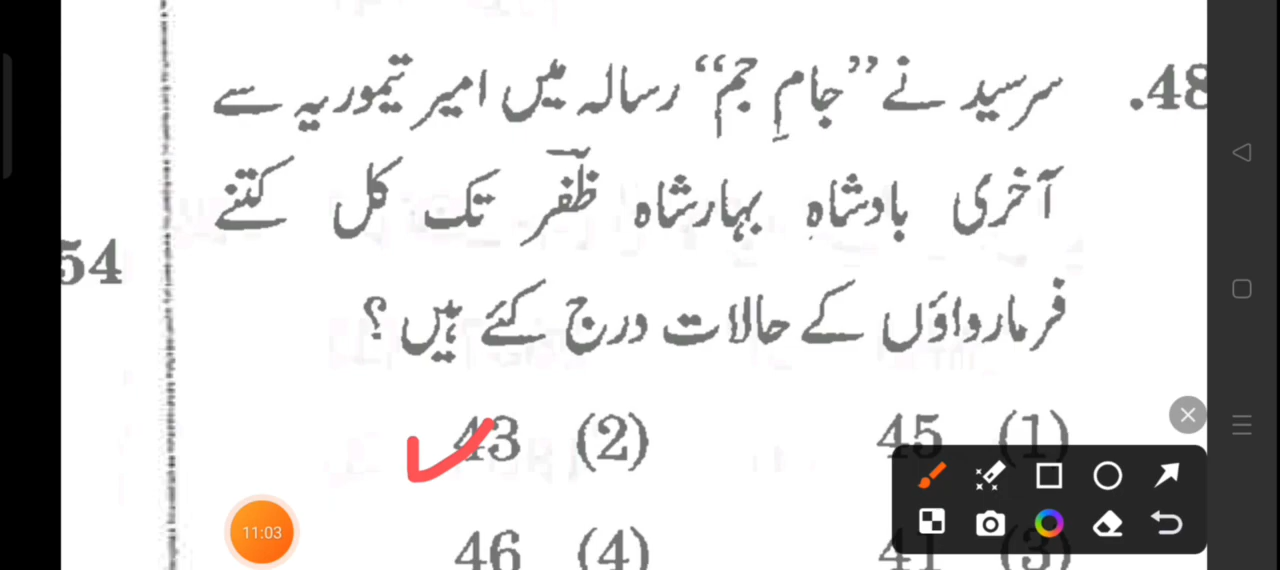 48. سرسید نے ”جامِ جم“ رسالہ میں امیر تیموریہ سے
آخری بادشاہِ بہارشاہ ظفر تک کل کتنے
فرمارواؤں کے حالات درج کئے ہیں؟
(1) 45 (2) 43
(3) 41 (4) 46
54
11:03